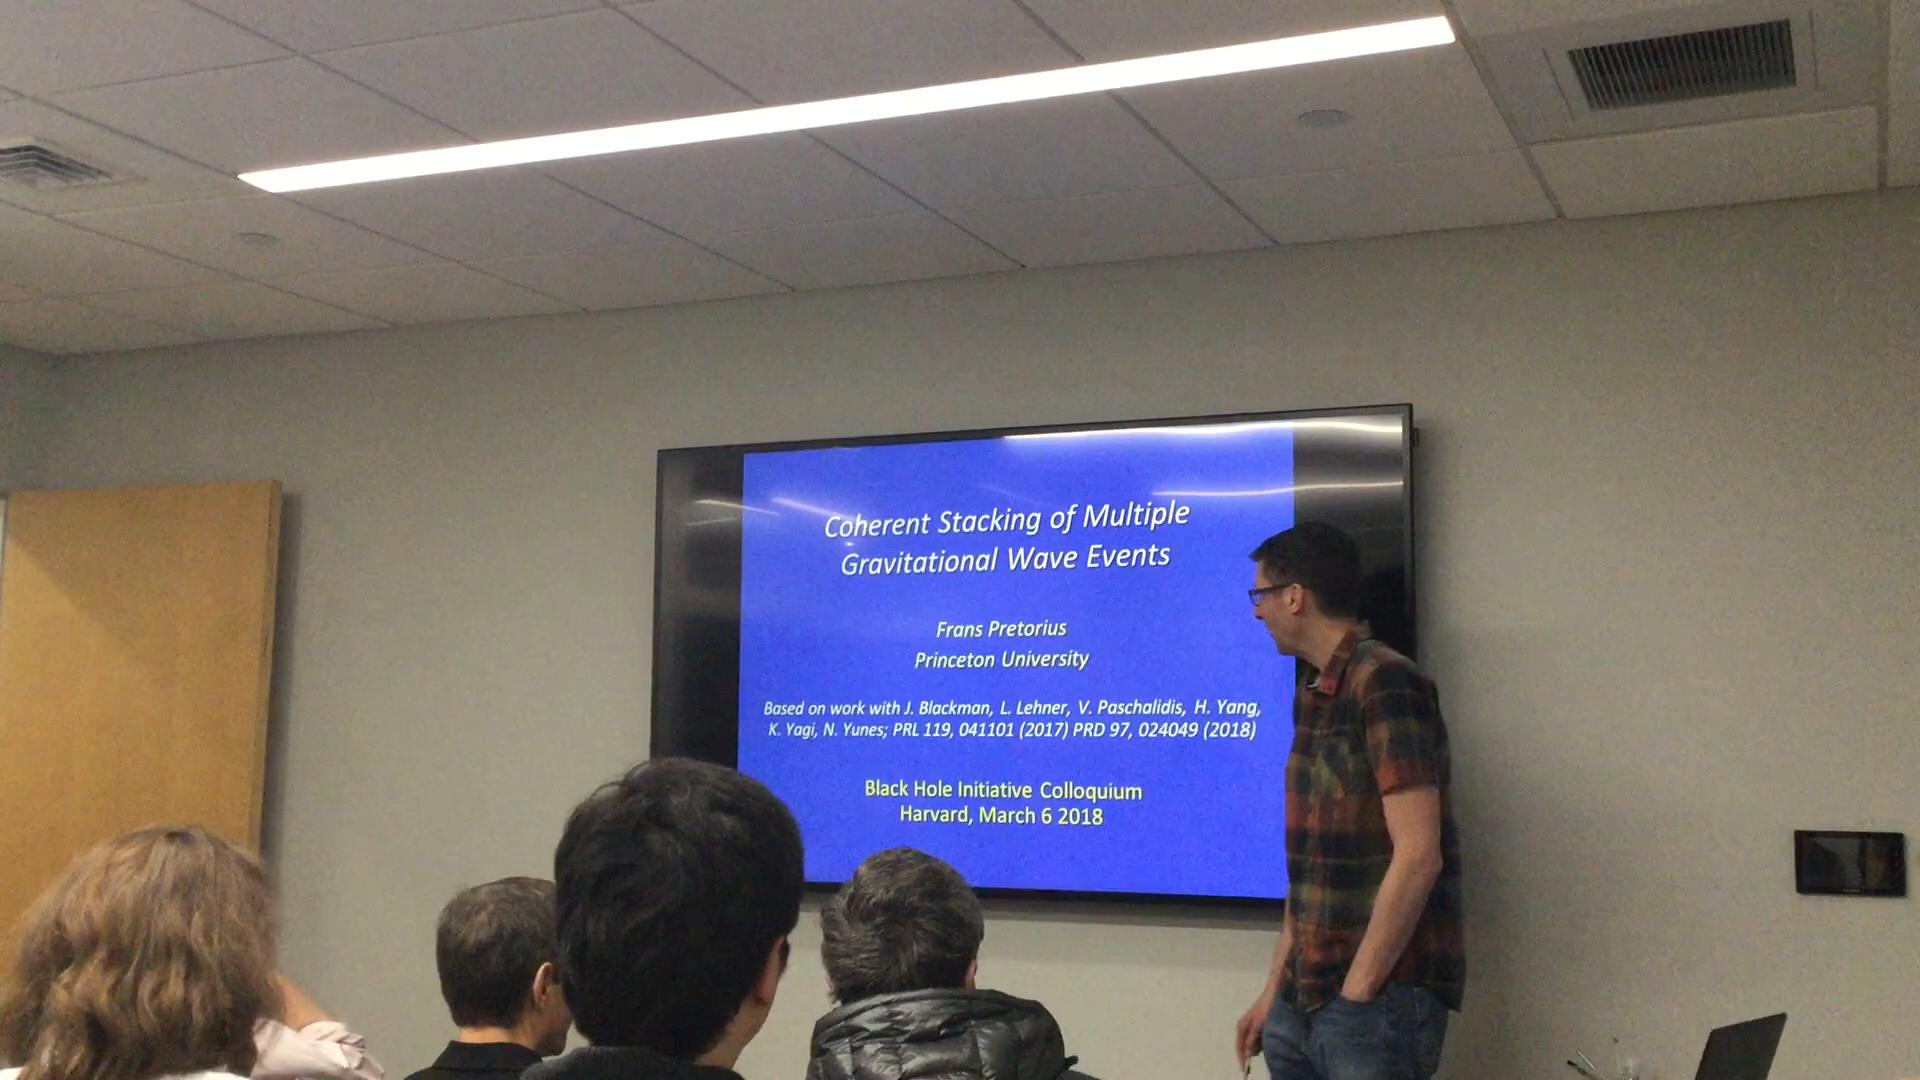 Coherent Stacking of Multiple
Gravitational Wave Events
Frans Pretorius
Princeton University
Based on work with J. Blackman, L. Lehner, V. Paschalidis, H. Yang,
K. Yagi, N. Yunes; PRL 119, 041101 (2017) PRD 97, 024049 (2018)
Black Hole Initiative Colloquium
Harvard, March 6 2018